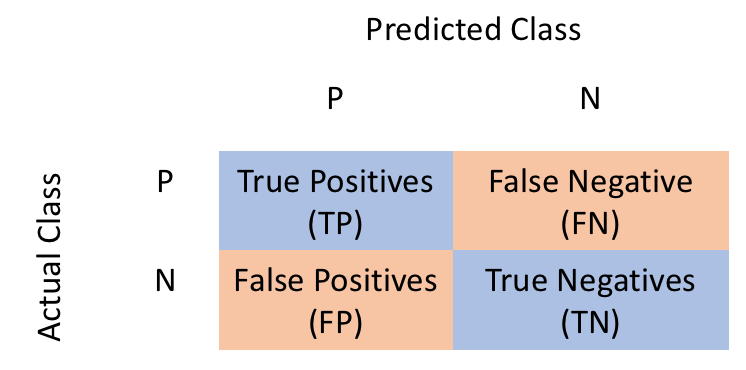 Predicted Class
P N
Actual Class
P
True Positives
(TP)
False Negative
(FN)
N
False Positives
(FP)
True Negatives
(TN)